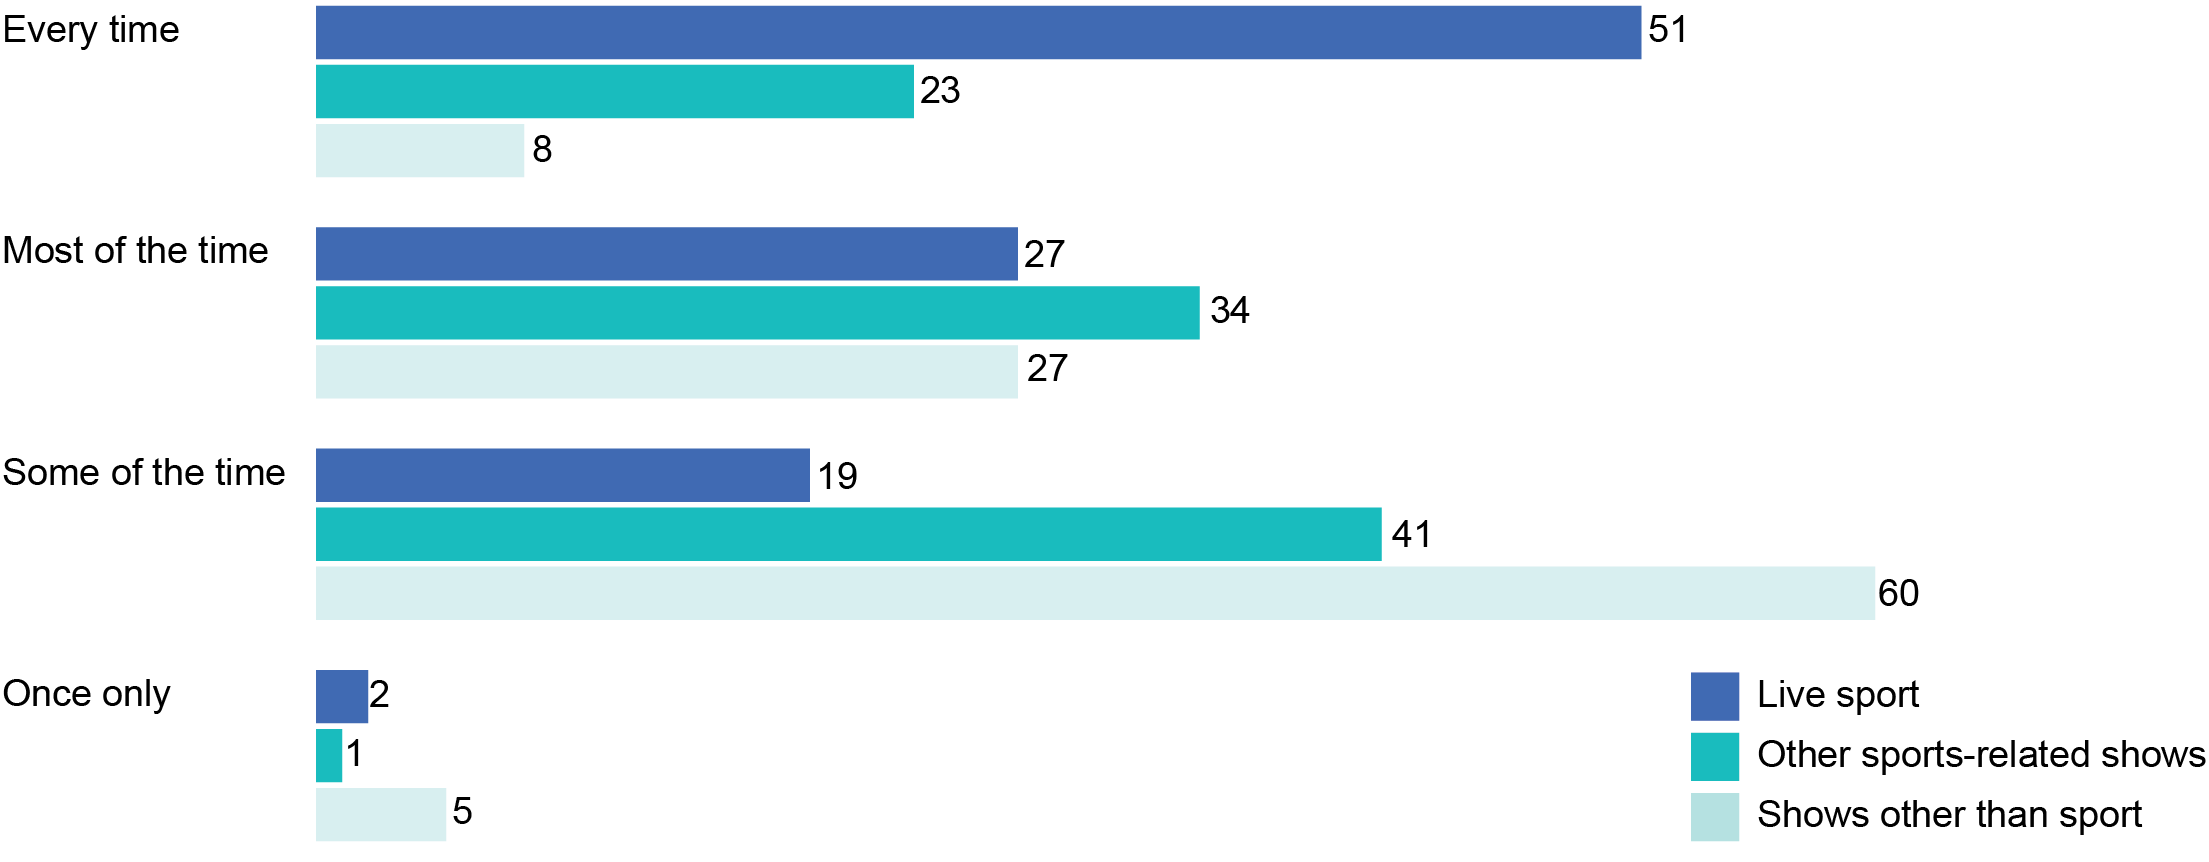 Every time
51
23
8
Most of the time
27
34
27
Some of the time
19
41
60
Once only
2
1
5
Live sport
Other sports-related shows
Shows other than sport